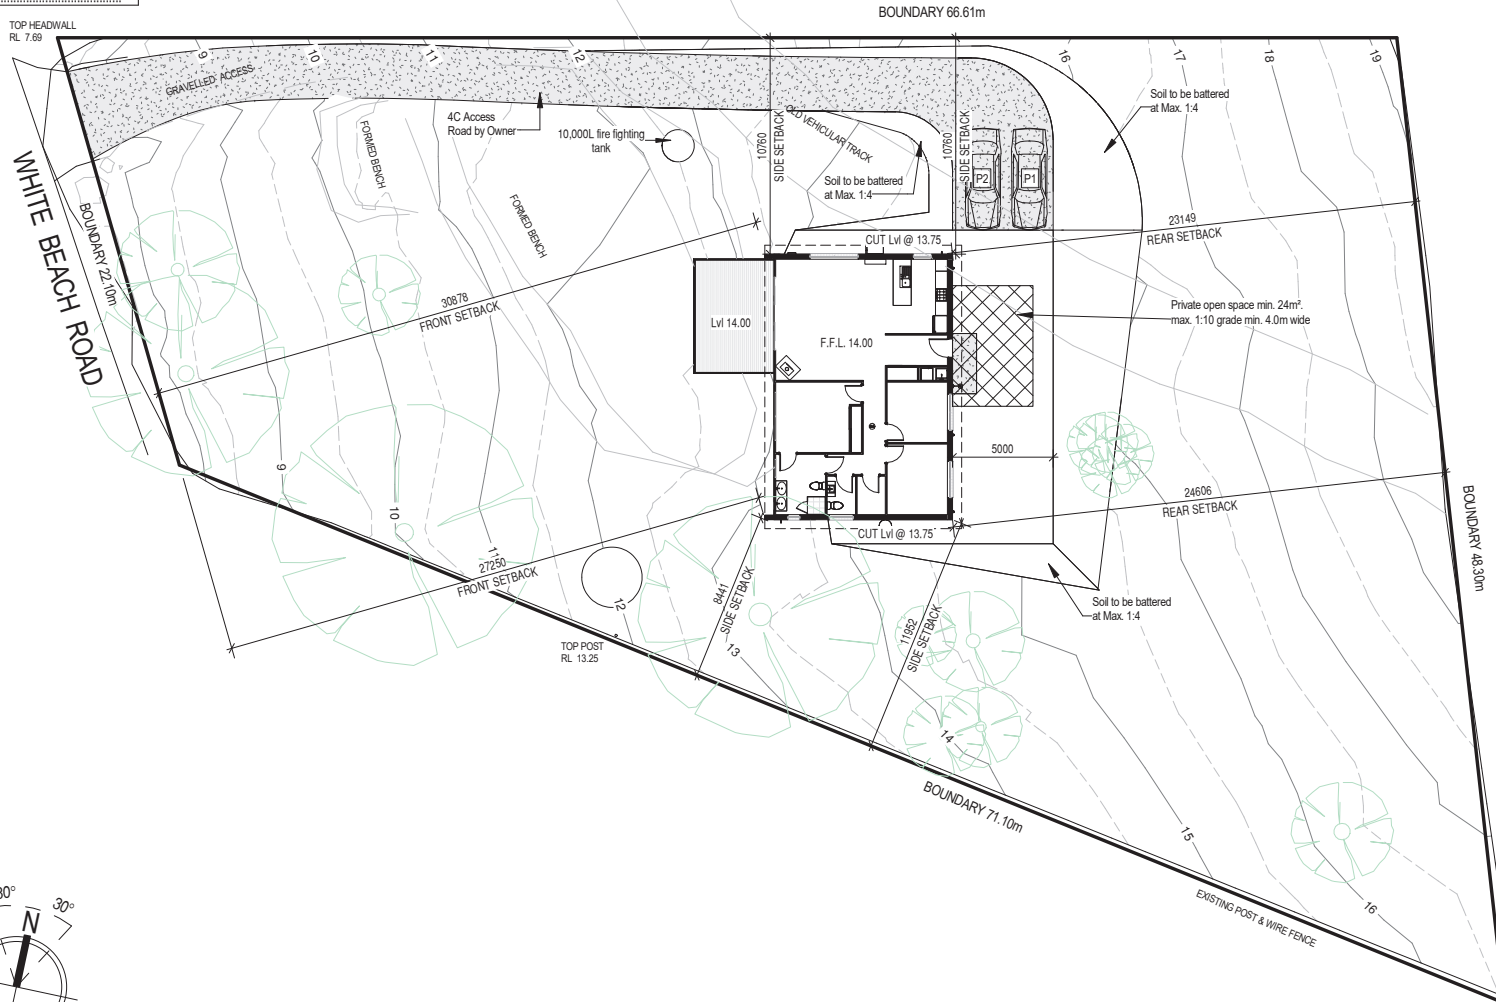 BOUNDARY 66.61m
TOP HEADWALL
RL 7.69
9
10
11
12
16
17
18
19
GRAVELLED ACCESS
4C Access
Road by Owner
10,000L fire fighting
tank
FORMED BENCH
FORMED BENCH
10760
SIDE SETBACK
OLD VEHICULAR TRACK
Soil to be battered
at Max. 1:4
10760
SIDE SETBACK
P2
P1
Soil to be battered
at Max. 1:4
WHITE BEACH ROAD
BOUNDARY 22.10m
30878
FRONT SETBACK
23149
REAR SETBACK
CUT Lvl @ 13.75
Lvl 14.00
F.F.L. 14.00
Private open space min. 24m².
max. 1:10 grade min. 4.0m wide
5000
24606
REAR SETBACK
BOUNDARY 48.30m
9
10
11
27250
FRONT SETBACK
12
TOP POST
RL 13.25
8441
SIDE SETBACK
13
CUT Lvl @ 13.75
11952
SIDE SETBACK
Soil to be battered
at Max. 1:4
14
BOUNDARY 71.10m
15
16
EXISTING POST & WIRE FENCE
30°
N